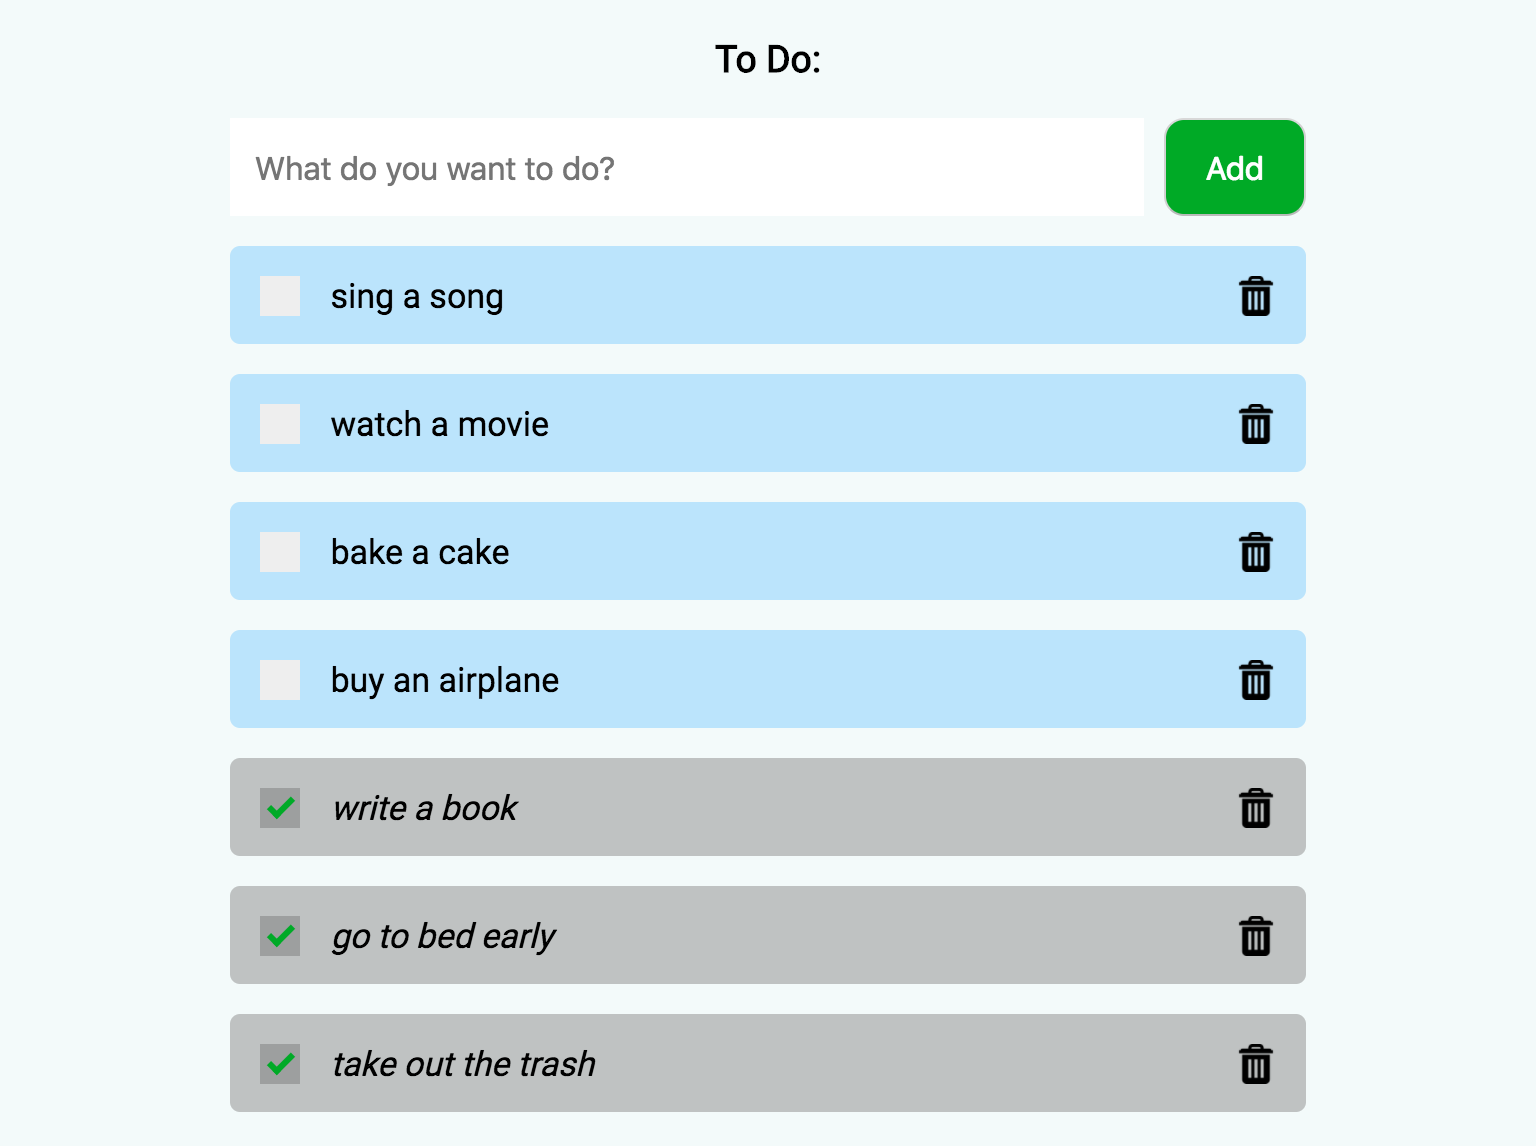 To Do:
What do you want to do?
Add
sing a song
watch a movie
bake a cake
buy an airplane
write a book
go to bed early
take out the trash